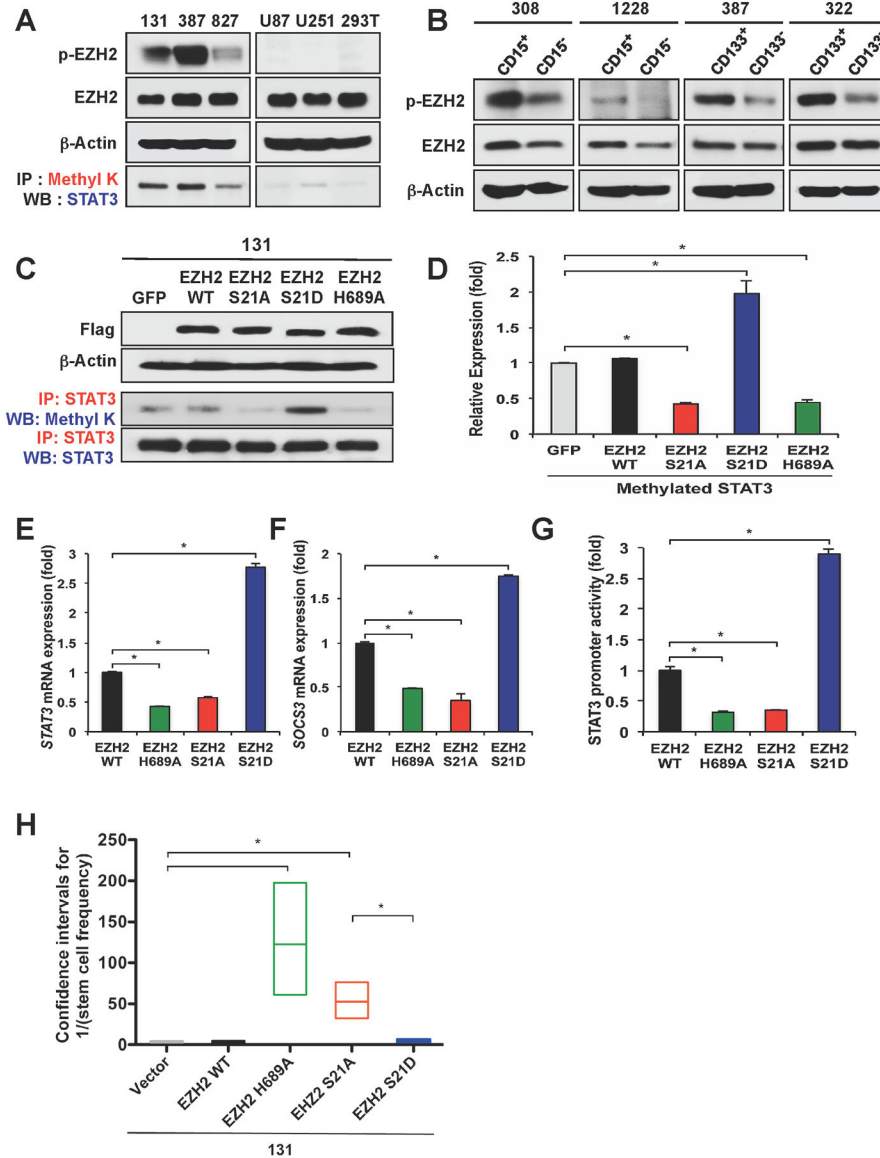 A
131 387 827 U87 U251 293T
p-EZH2
EZH2
β-Actin
IP : Methyl K
WB : STAT3
B
308 1228 387 322
CD15+ CD15- CD15+ CD15- CD133+ CD133- CD133+ CD133-
p-EZH2
EZH2
β-Actin
C
131
GFP EZH2 WT EZH2 S21A EZH2 S21D EZH2 H689A
Flag
β-Actin
IP: STAT3
WB: Methyl K
IP: STAT3
WB: STAT3
D
Relative Expression (fold)
2.5
2
1.5
1
0.5
0
* * *
GFP EZH2 EZH2 EZH2 EZH2
WT S21A S21D H689A
Methylated STAT3
E
STAT3 mRNA expression (fold)
3
2.5
2
1.5
1
0.5
0
* * *
EZH2 EZH2 EZH2 EZH2
WT H689A S21A S21D
F
SOCS3 mRNA expression (fold)
2
1.5
1
0.5
0
* * *
EZH2 EZH2 EZH2 EZH2
WT H689A S21A S21D
G
STAT3 promoter activity (fold)
3
2.5
2
1.5
1
0.5
0
* * *
EZH2 EZH2 EZH2 EZH2
WT H689A S21A S21D
H
Confidence intervals for
1/(stem cell frequency)
250
200
150
100
50
0
* *
Vector EZH2 WT EZH2 H689A EHZ2 S21A EZH2 S21D
131